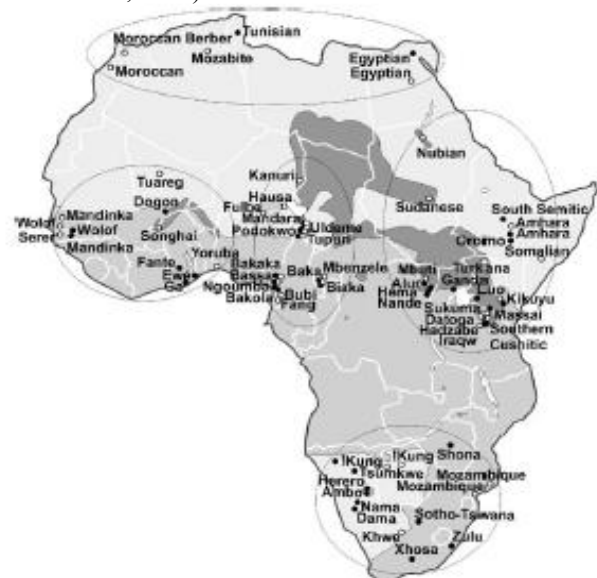 Tunisian
Moroccan Berber
Mozabite
Moroccan
Egyptian
Egyptian
Nubian
Kanuri
Tuareg
Hausa
Dogon
Fulbe
Sudanese
South Semitic
Mandinka
Mandara
Uldeme
Amhara
Wolof
Wolof
Podokwo
Tupuri
Amhara
Serer
Songhai
Oromo
Somalian
Mandinka
Yoruba
Fante
Bakaka
Baka
Mbenzele
Mbuti
Turkana
Ewe
Bassa
Alur
Ganda
Ga
Ngoumba
Biaka
Hema
Luo
Bakola
Bubi
Nande
Kikuyu
Fang
Sukuma
Massai
Datoga
Hadzabe
Southern
Iraqw
Cushitic
!Kung
!Kung
Shona
Tsumkwe
Mozambique
Herero
Mozambique
Ambo
Nama
Sotho-Tswana
Dama
Khwe
Zulu
Xhosa